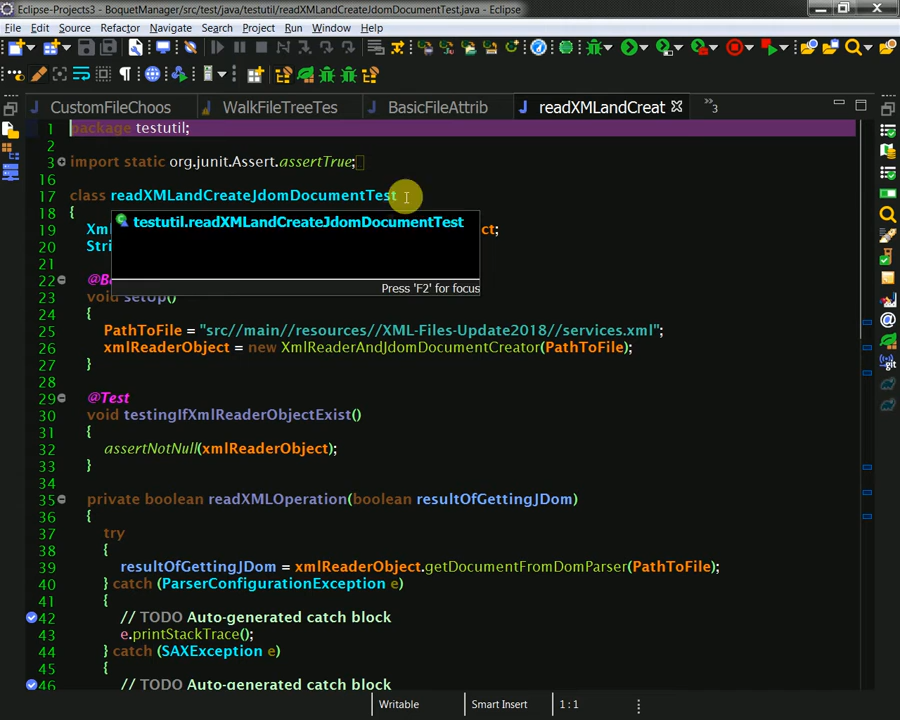 Eclipse-Projects3 - BoquetManager/src/test/java/testutil/readXMLandCreateJdomDocumentTest.java - Eclipse
File Edit Source Refactor Navigate Search Project Run Window Help
CustomFileChoos WalkFileTreeTes BasicFileAttrib readXMLandCreat »3
1 package testutil;
2
3 import static org.junit.Assert.assertTrue;
16
17 class readXMLandCreateJdomDocumentTest
18 {
testutil.readXMLandCreateJdomDocumentTest
19 Xml ct;
20 Stri
21
Press 'F2' for focus
22 @B
23 void setUp()
24 {
25 PathToFile = "src//main//resources//XML-Files-Update2018//services.xml";
26 xmlReaderObject = new XmlReaderAndJdomDocumentCreator(PathToFile);
27 }
28
29 @Test
30 void testingIfXmlReaderObjectExist()
31 {
32 assertNotNull(xmlReaderObject);
33 }
34
35 private boolean readXMLOperation(boolean resultOfGettingJDom)
36 {
37 try
38 {
39 resultOfGettingJDom = xmlReaderObject.getDocumentFromDomParser(PathToFile);
40 } catch (ParserConfigurationException e)
41 {
42 // TODO Auto-generated catch block
43 e.printStackTrace();
44 } catch (SAXException e)
45 {
46 // TODO Auto-generated catch block
Writable Smart Insert 1 : 1